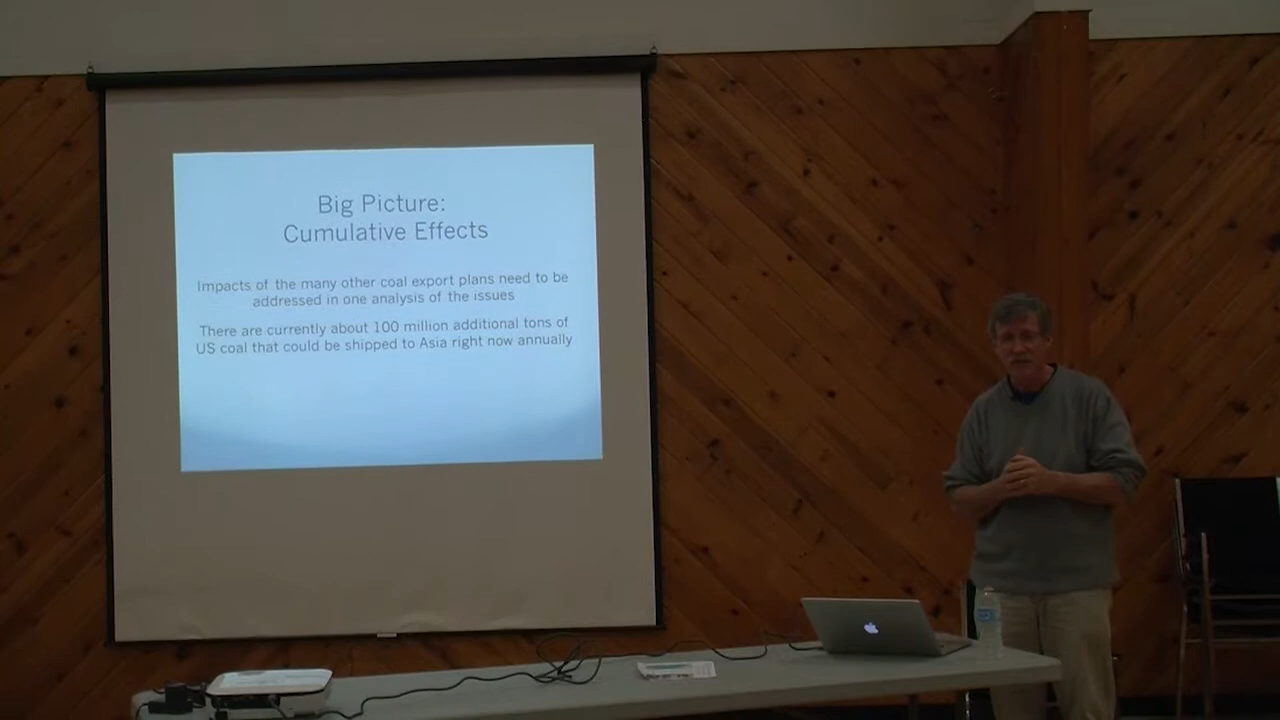 Big Picture:
Cumulative Effects
Impacts of the many other coal export plans need to be
addressed in one analysis of the issues
There are currently about 100 million additional tons of
US coal that could be shipped to Asia right now annually